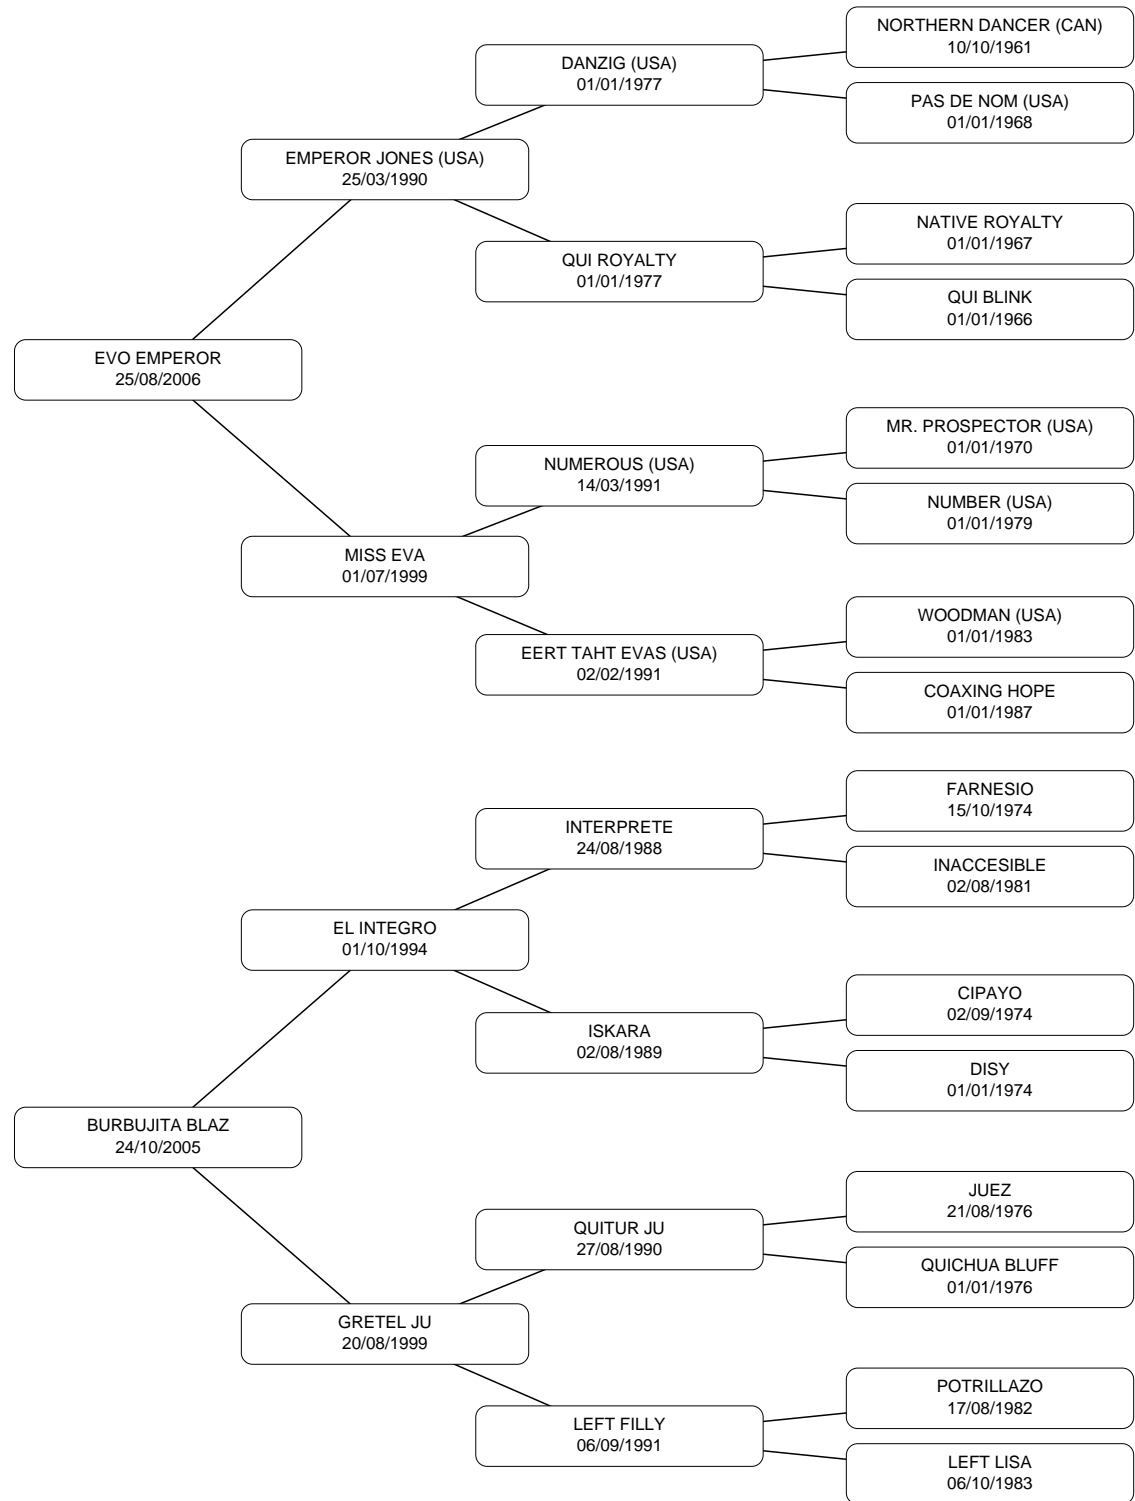 NORTHERN DANCER (CAN)
10/10/1961
DANZIG (USA)
01/01/1977
PAS DE NOM (USA)
01/01/1968
EMPEROR JONES (USA)
25/03/1990
NATIVE ROYALTY
01/01/1967
QUI ROYALTY
01/01/1977
QUI BLINK
01/01/1966
EVO EMPEROR
25/08/2006
MR. PROSPECTOR (USA)
01/01/1970
NUMEROUS (USA)
14/03/1991
NUMBER (USA)
01/01/1979
MISS EVA
01/07/1999
WOODMAN (USA)
01/01/1983
EERT TAHT EVAS (USA)
02/02/1991
COAXING HOPE
01/01/1987
FARNESIO
15/10/1974
INTERPRETE
24/08/1988
INACCESIBLE
02/08/1981
EL INTEGRO
01/10/1994
CIPAYO
02/09/1974
ISKARA
02/08/1989
DISY
01/01/1974
BURBUJITA BLAZ
24/10/2005
JUEZ
21/08/1976
QUITUR JU
27/08/1990
QUICHUA BLUFF
01/01/1976
GRETEL JU
20/08/1999
POTRILLAZO
17/08/1982
LEFT FILLY
06/09/1991
LEFT LISA
06/10/1983